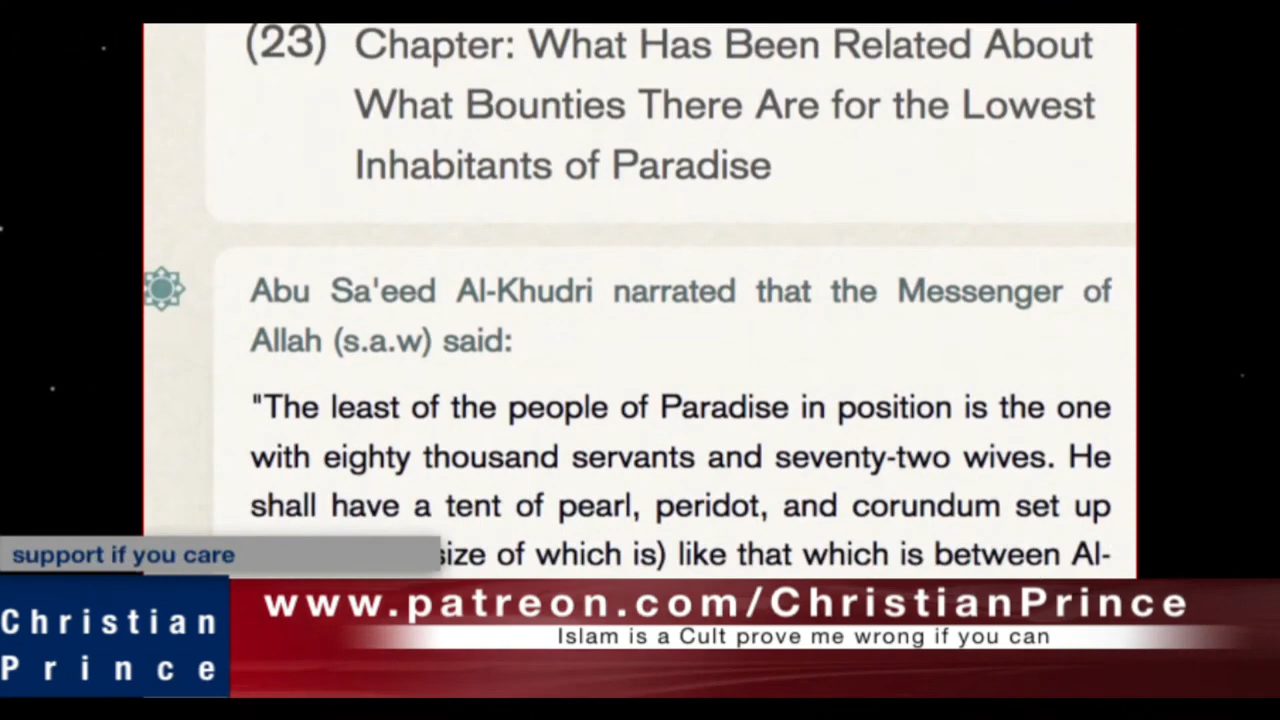 (23) Chapter: What Has Been Related About
What Bounties There Are for the Lowest
Inhabitants of Paradise
Abu Sa'eed Al-Khudri narrated that the Messenger of
Allah (s.a.w) said:
"The least of the people of Paradise in position is the one
with eighty thousand servants and seventy-two wives. He
shall have a tent of pearl, peridot, and corundum set up
size of which is) like that which is between Al-
support if you care
Christian
Prince
www.patreon.com/ChristianPrince
Islam is a Cult prove me wrong if you can